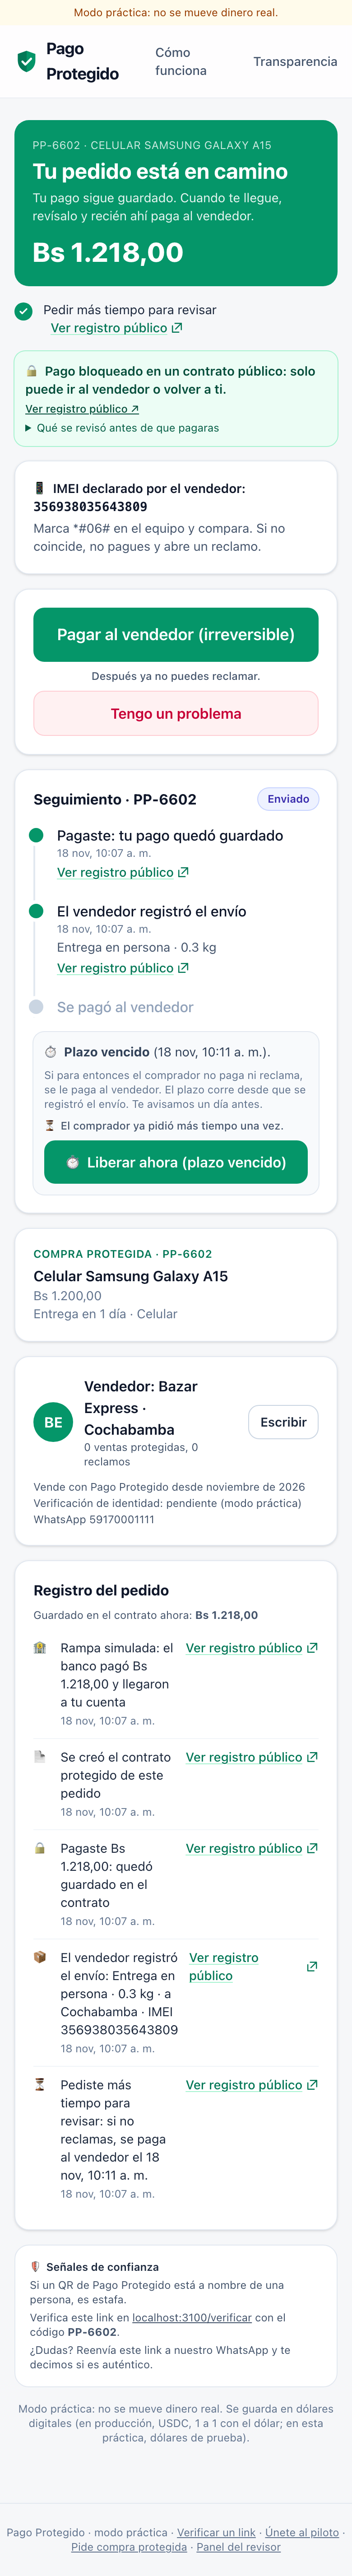 Modo práctica: no se mueve dinero real.
Pago
Protegido
Cómo
funciona
Transparencia
PP-6602 · CELULAR SAMSUNG GALAXY A15
Tu pedido está en camino
Tu pago sigue guardado. Cuando te llegue,
revísalo y recién ahí paga al vendedor.
Bs 1.218,00
Pedir más tiempo para revisar
Ver registro público
Pago bloqueado en un contrato público: solo
puede ir al vendedor o volver a ti.
Ver registro público ↗
▶ Qué se revisó antes de que pagaras
IMEI declarado por el vendedor:
356938035643809
Marca *#06# en el equipo y compara. Si no
coincide, no pagues y abre un reclamo.
Pagar al vendedor (irreversible)
Después ya no puedes reclamar.
Tengo un problema
Seguimiento · PP-6602
Enviado
Pagaste: tu pago quedó guardado
18 nov, 10:07 a. m.
Ver registro público
El vendedor registró el envío
18 nov, 10:07 a. m.
Entrega en persona · 0.3 kg
Ver registro público
Se pagó al vendedor
Plazo vencido (18 nov, 10:11 a. m.).
Si para entonces el comprador no paga ni reclama,
se le paga al vendedor. El plazo corre desde que se
registró el envío. Te avisamos un día antes.
El comprador ya pidió más tiempo una vez.
Liberar ahora (plazo vencido)
COMPRA PROTEGIDA · PP-6602
Celular Samsung Galaxy A15
Bs 1.200,00
Entrega en 1 día · Celular
BE
Vendedor: Bazar
Express ·
Cochabamba
0 ventas protegidas, 0
reclamos
Escribir
Vende con Pago Protegido desde noviembre de 2026
Verificación de identidad: pendiente (modo práctica)
WhatsApp 59170001111
Registro del pedido
Guardado en el contrato ahora: Bs 1.218,00
Rampa simulada: el
banco pagó Bs
1.218,00 y llegaron
a tu cuenta
18 nov, 10:07 a. m.
Ver registro público
Se creó el contrato
protegido de este
pedido
18 nov, 10:07 a. m.
Ver registro público
Pagaste Bs
1.218,00: quedó
guardado en el
contrato
18 nov, 10:07 a. m.
Ver registro público
El vendedor registró
el envío: Entrega en
persona · 0.3 kg · a
Cochabamba · IMEI
356938035643809
18 nov, 10:07 a. m.
Ver registro
público
Pediste más
tiempo para
revisar: si no
reclamas, se paga
al vendedor el 18
nov, 10:11 a. m.
18 nov, 10:07 a. m.
Ver registro público
Señales de confianza
Si un QR de Pago Protegido está a nombre de una
persona, es estafa.
Verifica este link en localhost:3100/verificar con el
código PP-6602.
¿Dudas? Reenvía este link a nuestro WhatsApp y te
decimos si es auténtico.
Modo práctica: no se mueve dinero real. Se guarda en dólares
digitales (en producción, USDC, 1 a 1 con el dólar; en esta
práctica, dólares de prueba).
Pago Protegido · modo práctica · Verificar un link · Únete al piloto ·
Pide compra protegida · Panel del revisor